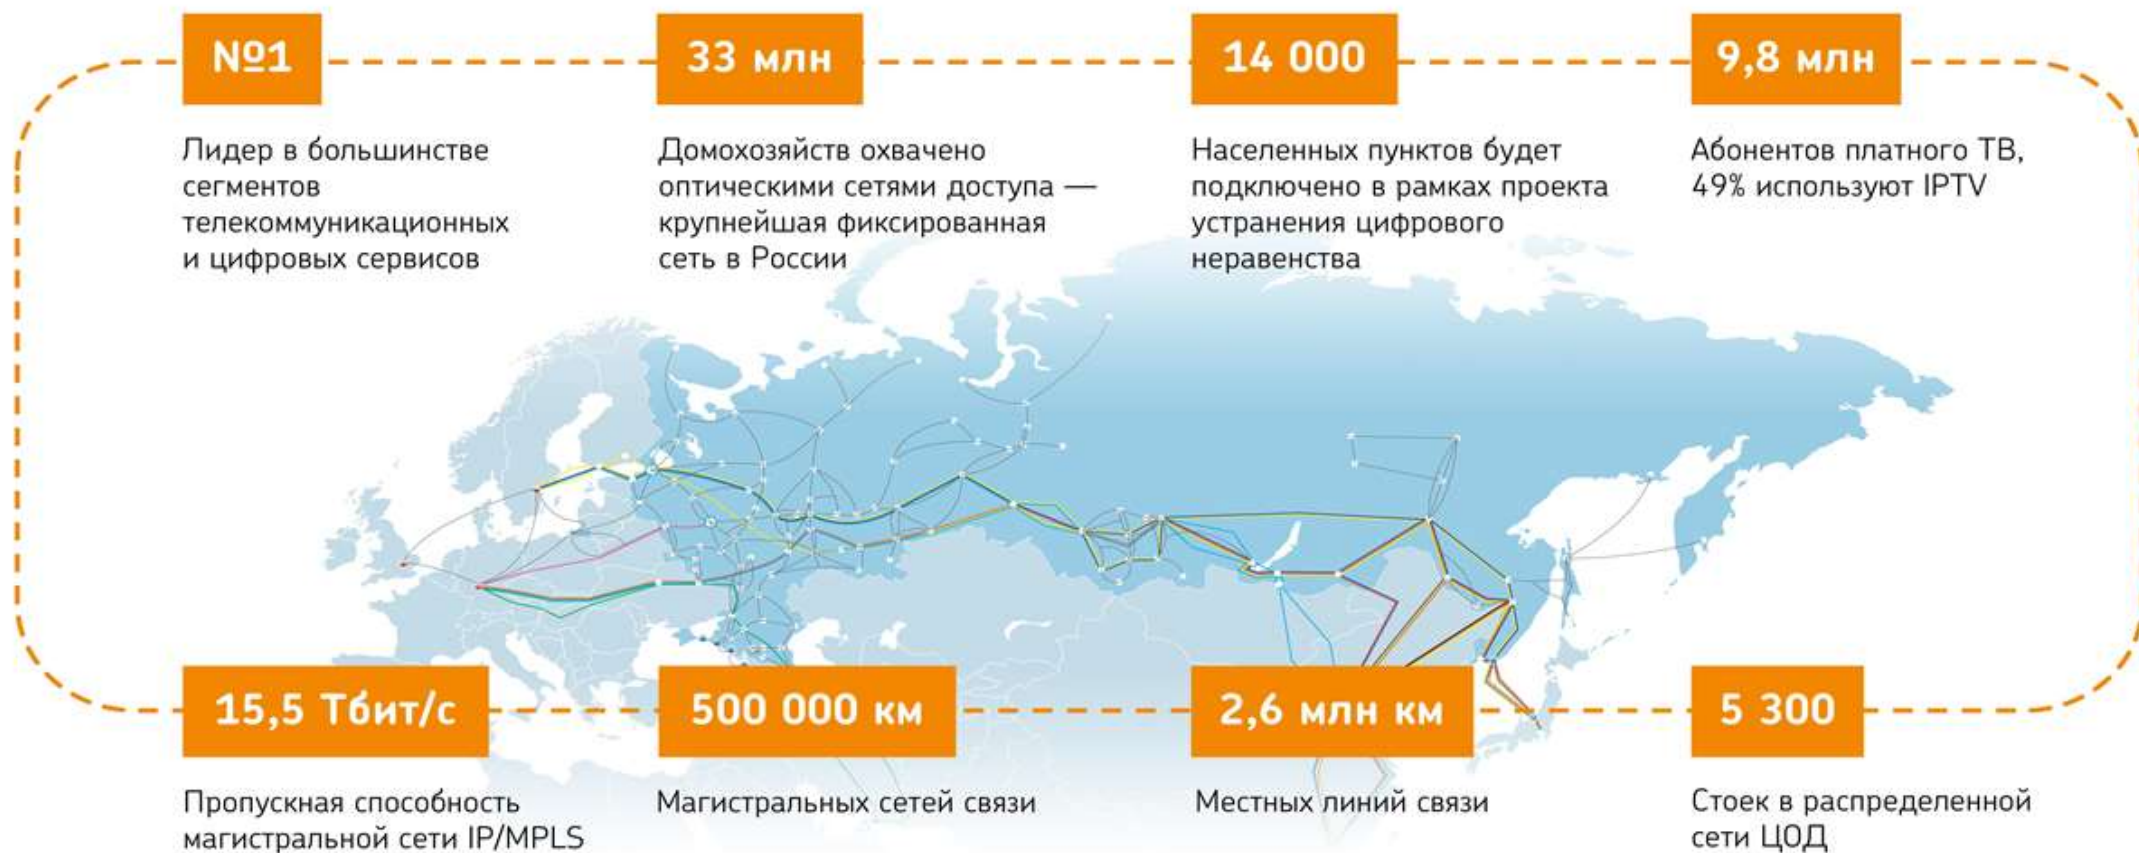 №1
Лидер в большинстве
сегментов
телекоммуникационных
и цифровых сервисов
33 млн
Домохозяйств охвачено
оптическими сетями доступа —
крупнейшая фиксированная
сеть в России
14 000
Населенных пунктов будет
подключено в рамках проекта
устранения цифрового
неравенства
9,8 млн
Абонентов платного ТВ,
49% используют IPTV
15,5 Тбит/с
Пропускная способность
магистральной сети IP/MPLS
500 000 км
Магистральных сетей связи
2,6 млн км
Местных линий связи
5 300
Стоек в распределенной
сети ЦОД